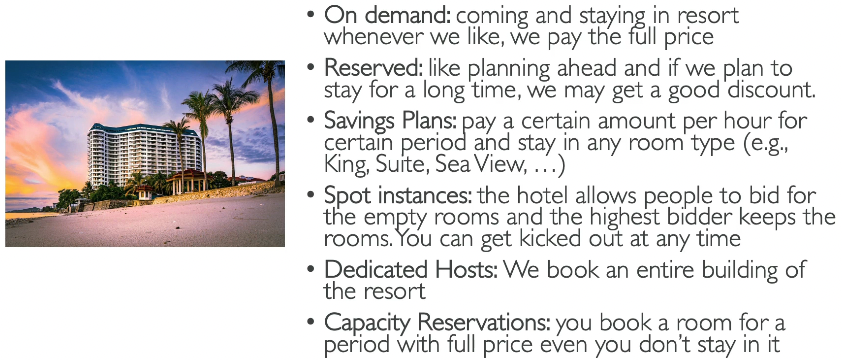 • On demand: coming and staying in resort
whenever we like, we pay the full price
• Reserved: like planning ahead and if we plan to
stay for a long time, we may get a good discount.
• Savings Plans: pay a certain amount per hour for
certain period and stay in any room type (e.g.,
King, Suite, Sea View, …)
• Spot instances: the hotel allows people to bid for
the empty rooms and the highest bidder keeps the
rooms. You can get kicked out at any time
• Dedicated Hosts: We book an entire building of
the resort
• Capacity Reservations: you book a room for a
period with full price even you don't stay in it